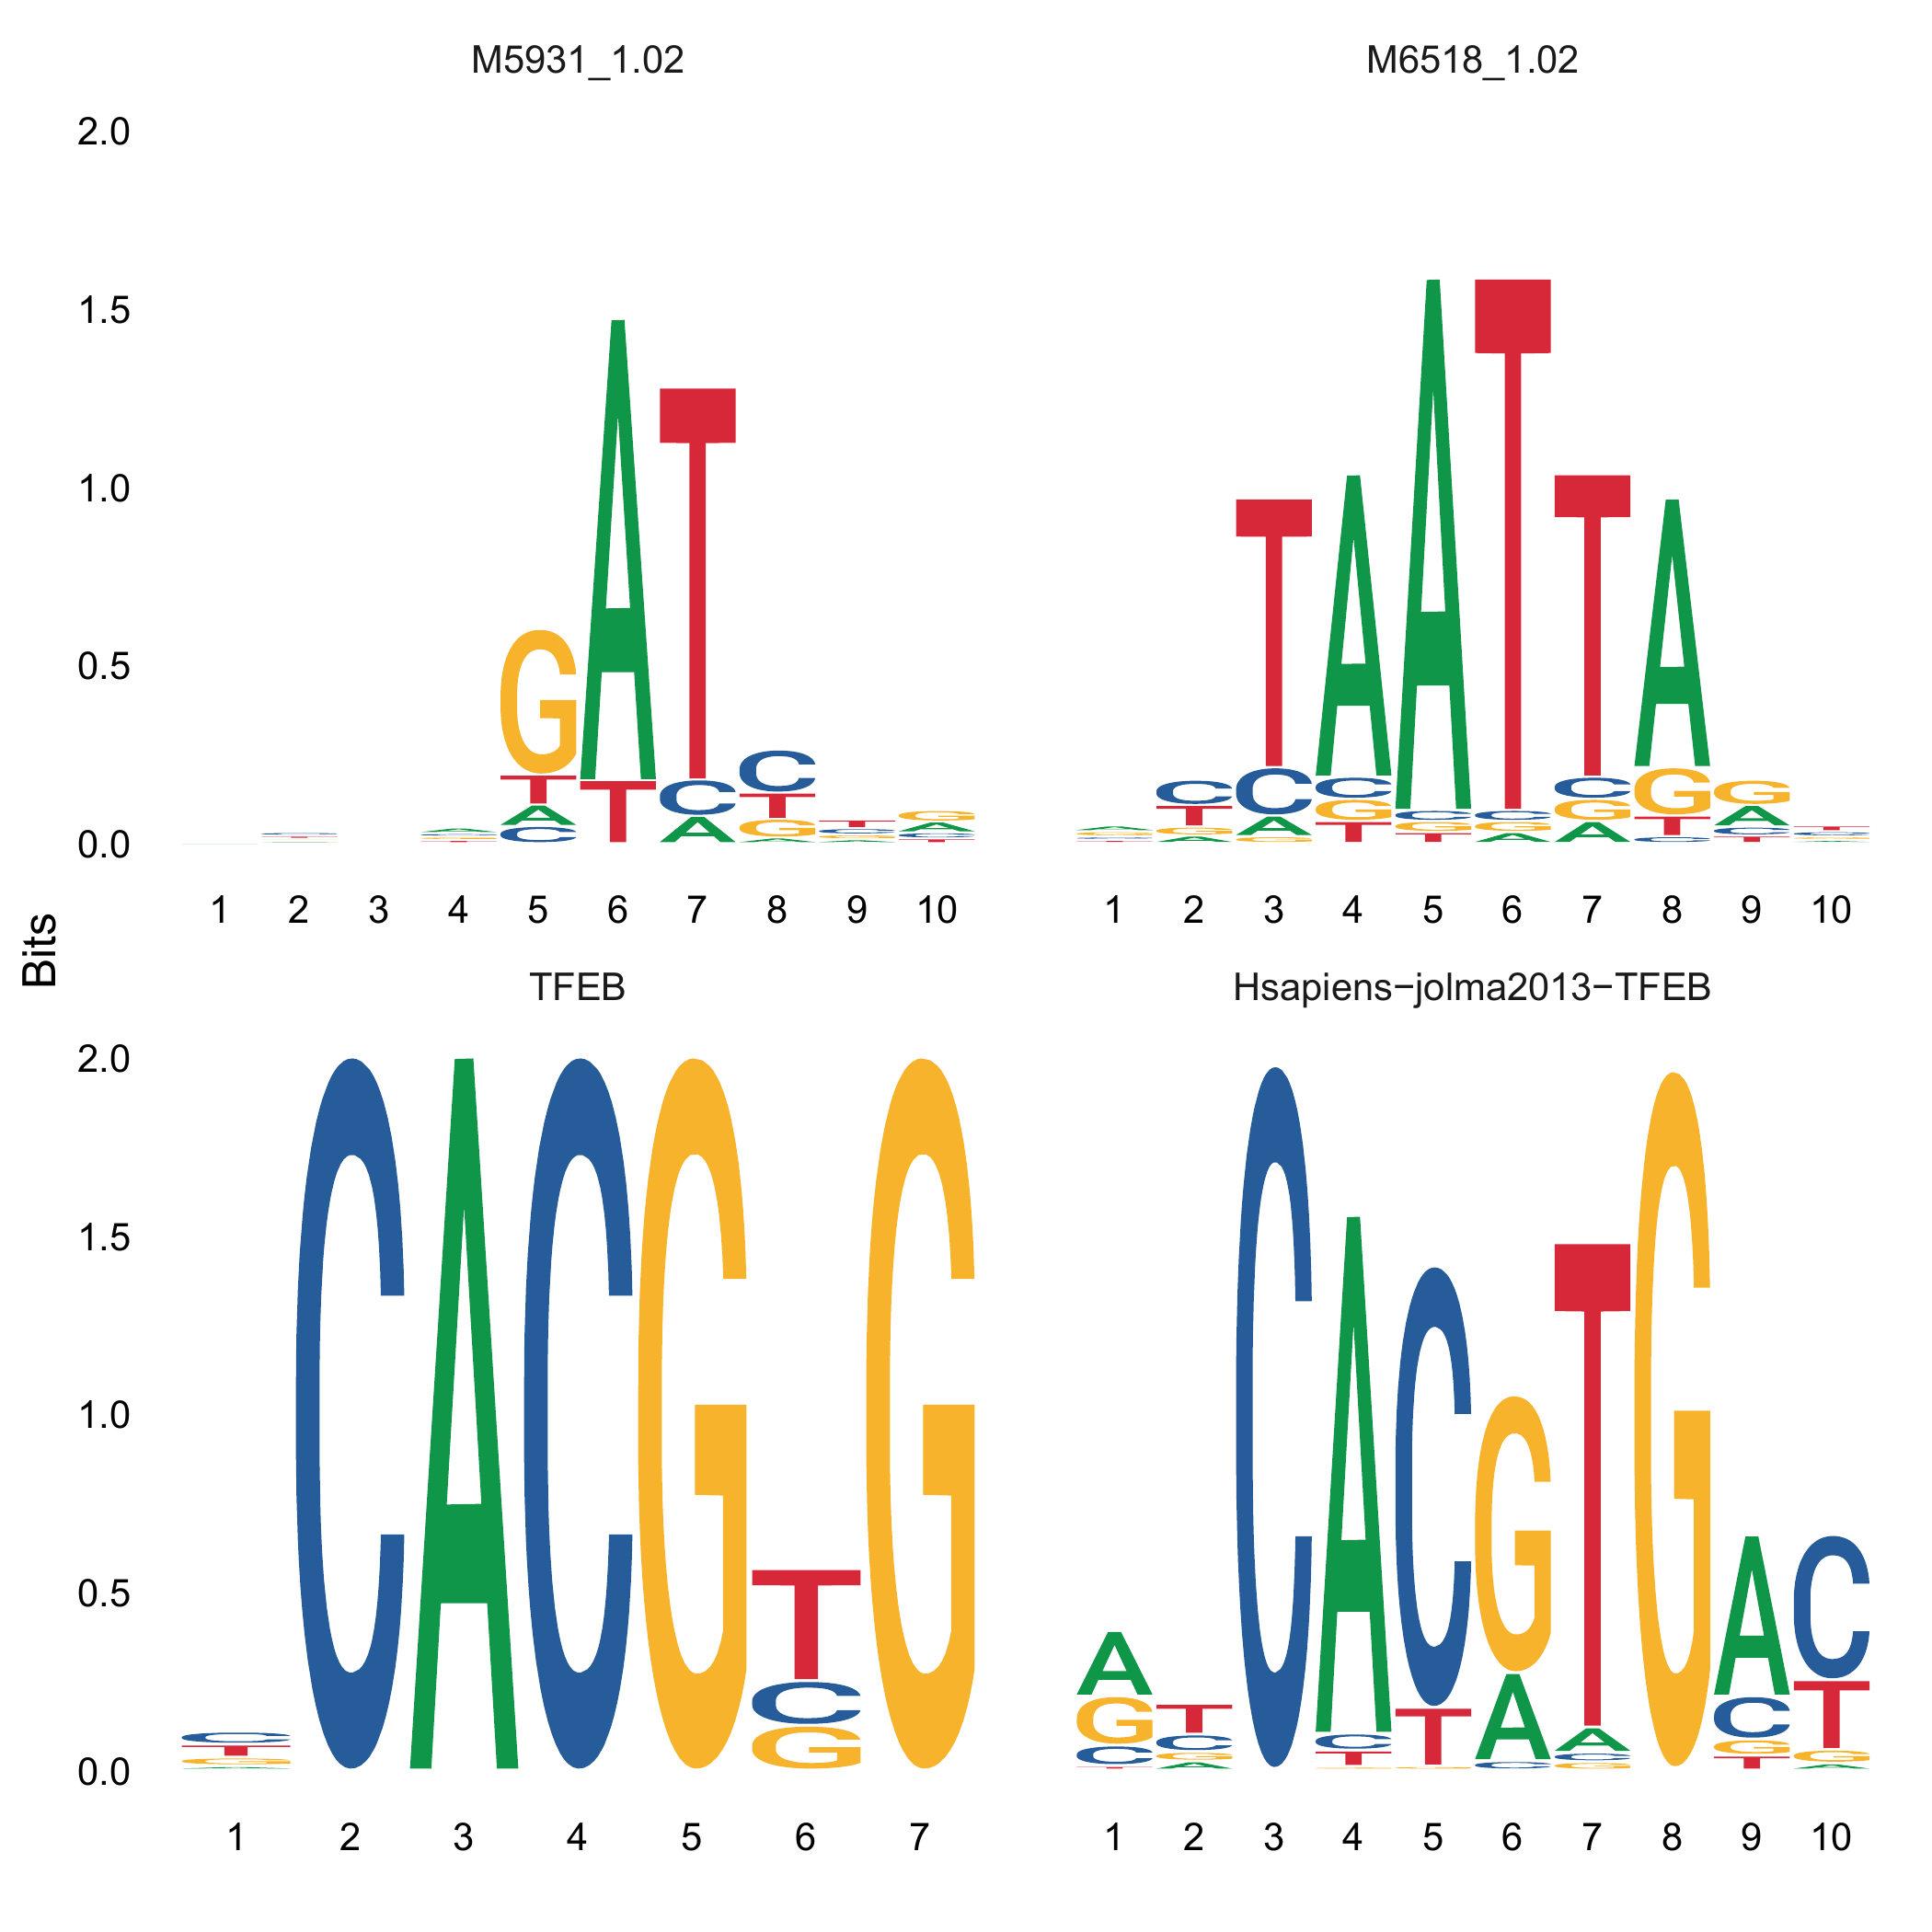 M5931_1.02 M6518_1.02
2.0
1.5
1.0
0.5
0.0
1 2 3 4 5 6 7 8 9 10 1 2 3 4 5 6 7 8 9 10
Bits
TFEB Hsapiens−jolma2013−TFEB
2.0
1.5
1.0
0.5
0.0
1 2 3 4 5 6 7 1 2 3 4 5 6 7 8 9 10
G A T C
T A A T T A
C A C G T G
A T C A C G T G A C